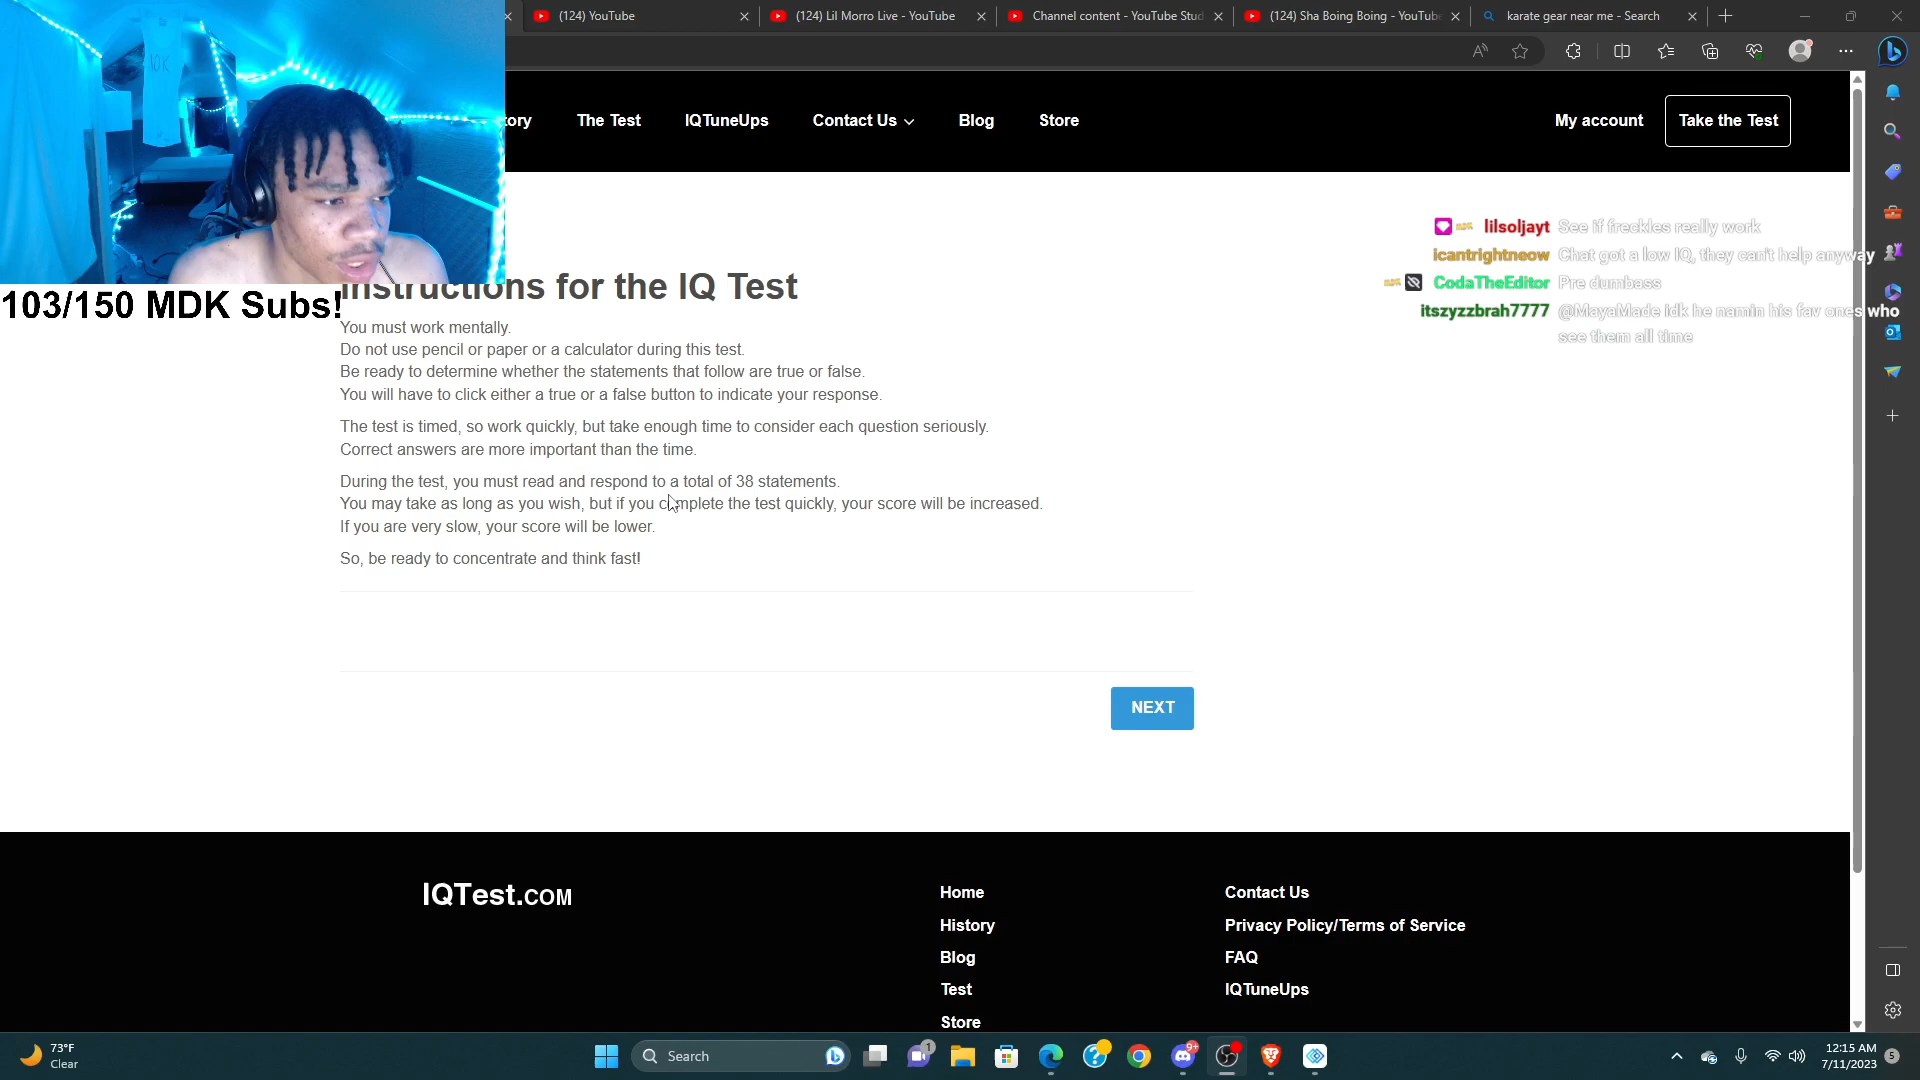 (124) YouTube
(124) Lil Morro Live - YouTube
Channel content - YouTube Stud
(124) Sha Boing Boing - YouTub
karate gear near me - Search
tory
The Test
IQTuneUps
Contact Us
Blog
Store
My account
Take the Test
103/150 MDK Subs!
Instructions for the IQ Test
You must work mentally.
Do not use pencil or paper or a calculator during this test.
Be ready to determine whether the statements that follow are true or false.
You will have to click either a true or a false button to indicate your response.
The test is timed, so work quickly, but take enough time to consider each question seriously.
Correct answers are more important than the time.
During the test, you must read and respond to a total of 38 statements.
You may take as long as you wish, but if you complete the test quickly, your score will be increased.
If you are very slow, your score will be lower.
So, be ready to concentrate and think fast!
NEXT
lilsoljayt See if freckles really work
icantrightneow Chat got a low IQ, they can't help anyway
CodaTheEditor Pre dumbass
itszyzzbrah7777 @MayaMade idk he namin his fav ones who
see them all time
IQTest.COM
Home
History
Blog
Test
Store
Contact Us
Privacy Policy/Terms of Service
FAQ
IQTuneUps
73°F
Clear
Search
1
9+
12:15 AM
7/11/2023
5